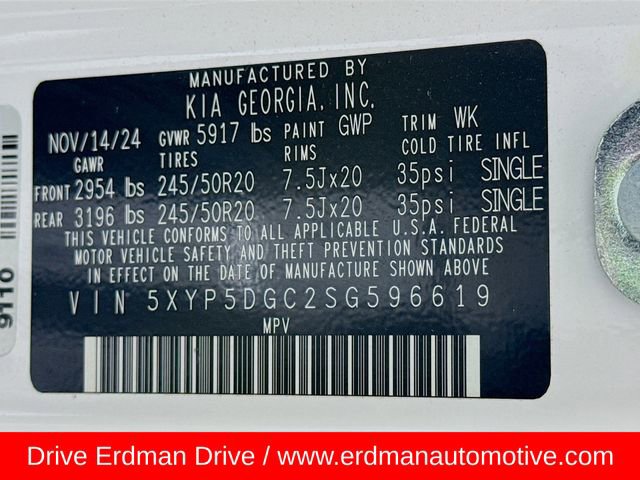 MANUFACTURED BY
KIA GEORGIA, INC.
NOV/14/24 GVWR 5917 lbs PAINT GWP TRIM WK
GAWR TIRES RIMS COLD TIRE INFL
FRONT 2954 lbs 245/50R20 7.5Jx20 35psi SINGLE
REAR 3196 lbs 245/50R20 7.5Jx20 35psi SINGLE
THIS VEHICLE CONFORMS TO ALL APPLICABLE U.S.A. FEDERAL
MOTOR VEHICLE SAFETY AND THEFT PREVENTION STANDARDS
IN EFFECT ON THE DATE OF MANUFACTURE SHOWN ABOVE.
VIN 5XYP5DGC2SG596619
MPV
9110
Drive Erdman Drive / www.erdmanautomotive.com